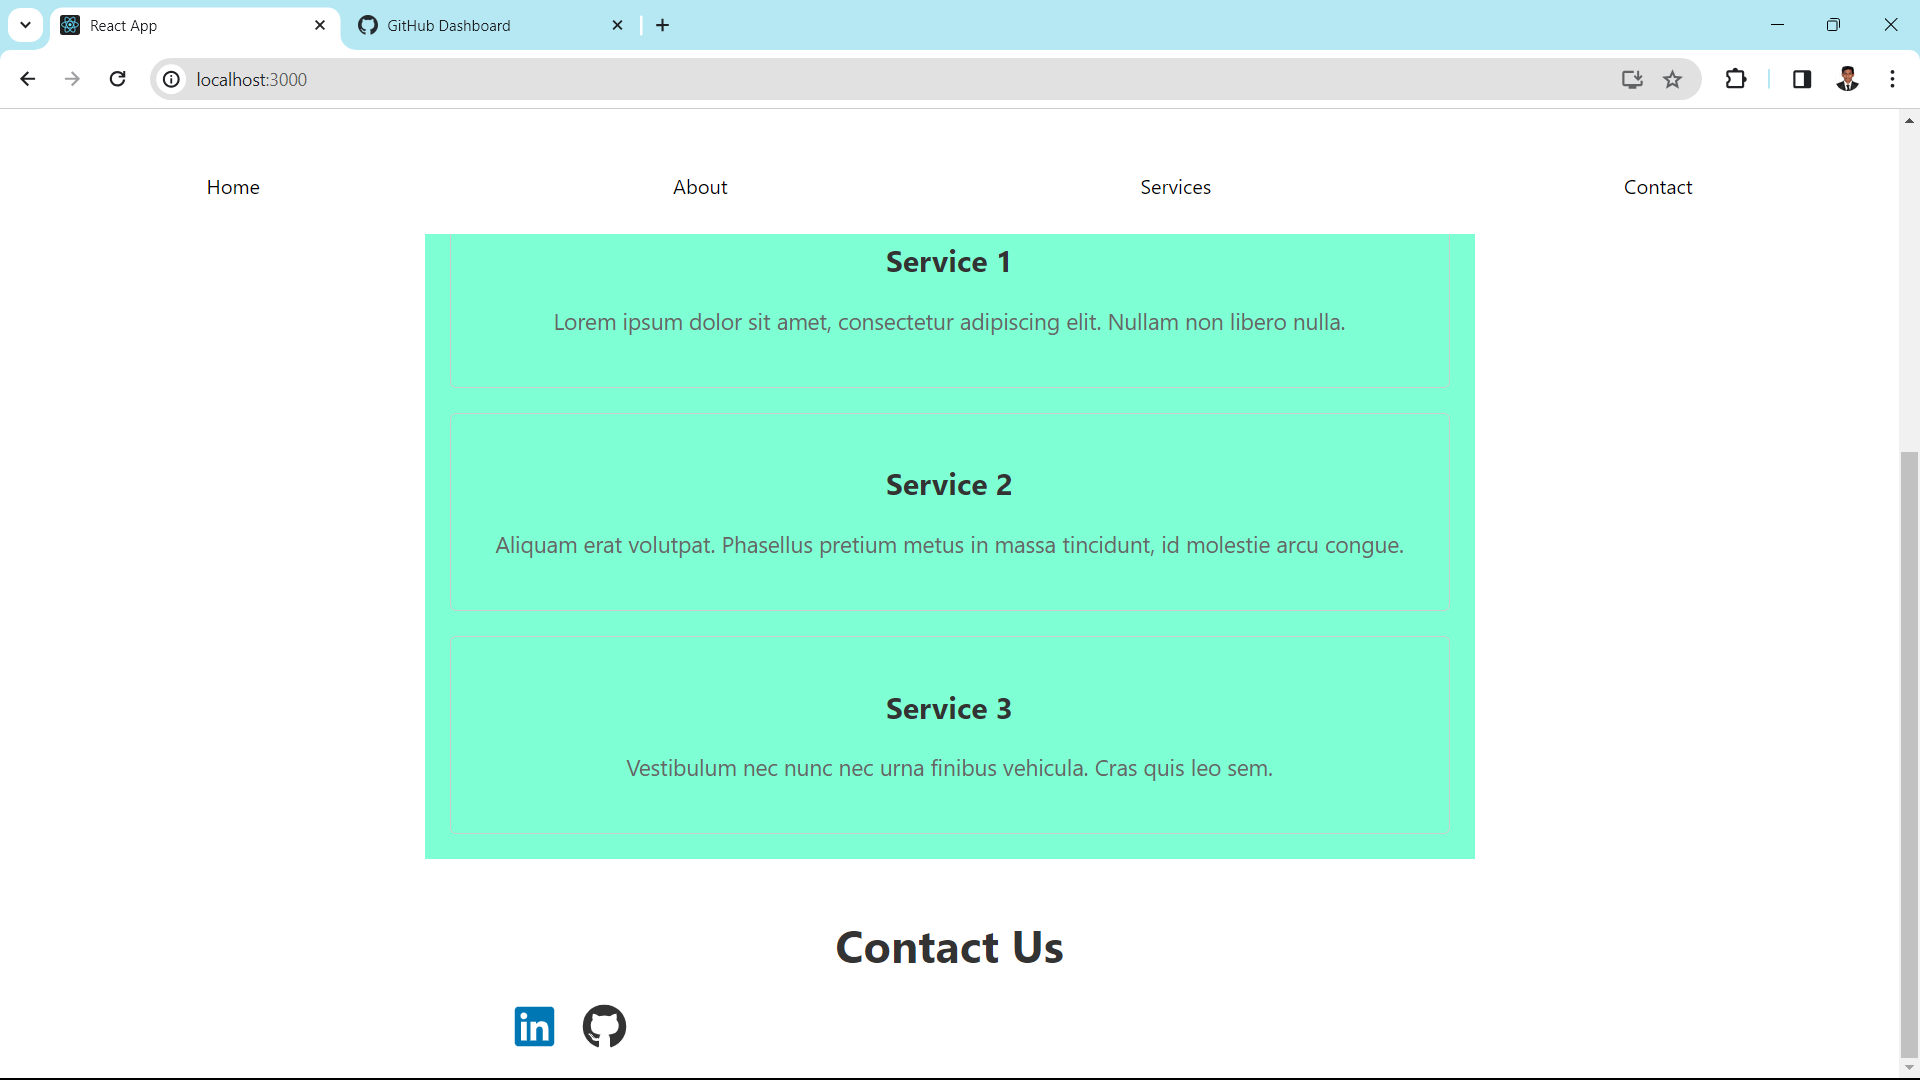 React App
GitHub Dashboard
localhost:3000
Home
About
Services
Contact
Service 1
Lorem ipsum dolor sit amet, consectetur adipiscing elit. Nullam non libero nulla.
Service 2
Aliquam erat volutpat. Phasellus pretium metus in massa tincidunt, id molestie arcu congue.
Service 3
Vestibulum nec nunc nec urna finibus vehicula. Cras quis leo sem.
Contact Us
in